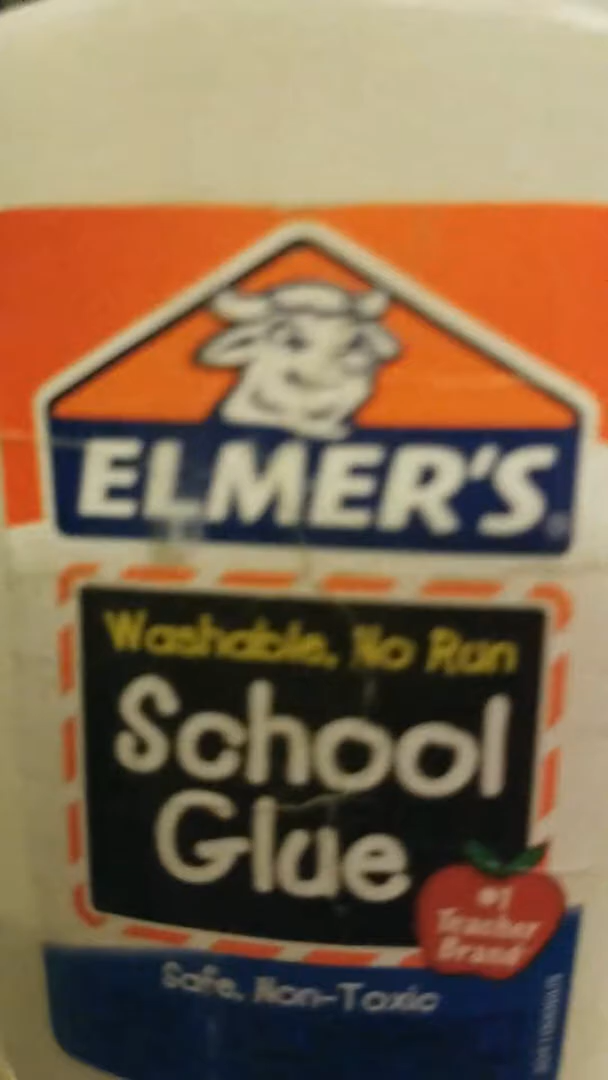 ELMER'S
Washable, No Run
School
Glue
#1
Teacher
Brand
Safe, Non-Toxic